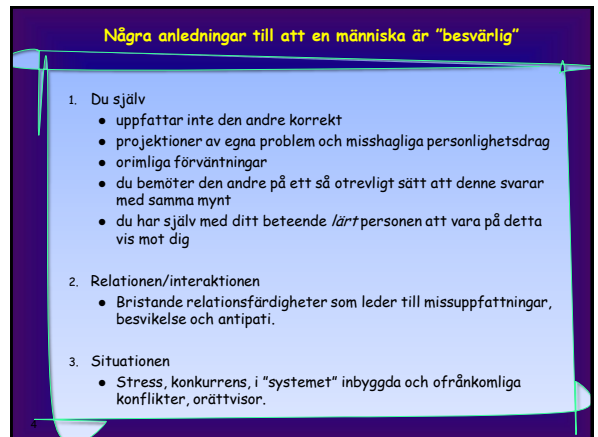 Några anledningar till att en människa är ”besvärlig”
1. Du själv
● uppfattar inte den andre korrekt
● projektioner av egna problem och misshagliga personlighetsdrag
● orimliga förväntningar
● du bemöter den andre på ett så otrevligt sätt att denne svarar
med samma mynt
● du har själv med ditt beteende lärt personen att vara på detta
vis mot dig
2. Relationen/interaktionen
● Bristande relationsfärdigheter som leder till missuppfattningar,
besvikelse och antipati.
3. Situationen
● Stress, konkurrens, i ”systemet” inbyggda och ofrånkomliga
konflikter, orättvisor.
4